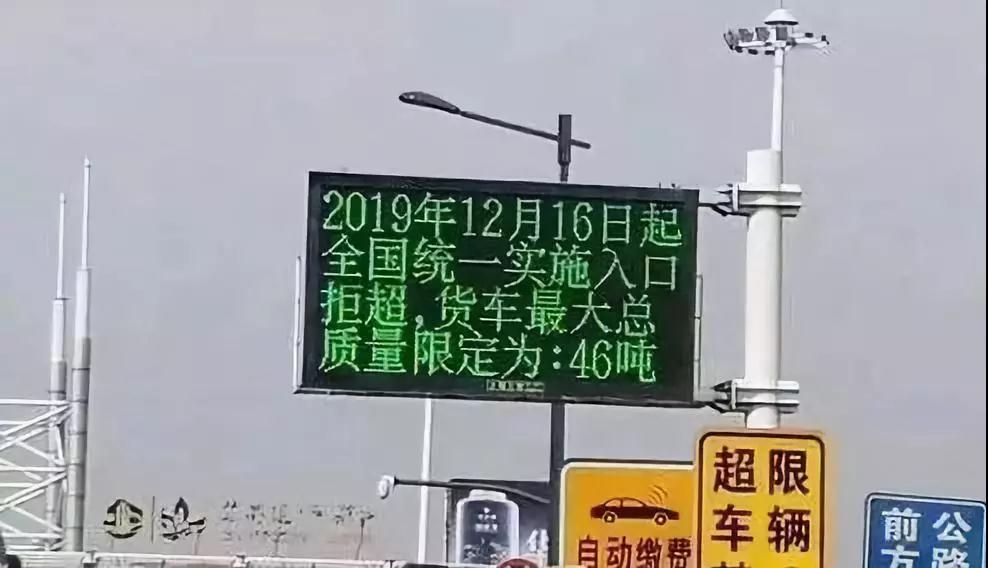 2019年12月16日起
全国统一实施入口
拒超,货车最大总
质量限定为:46吨
自动缴费
超限
车辆
前公
方路